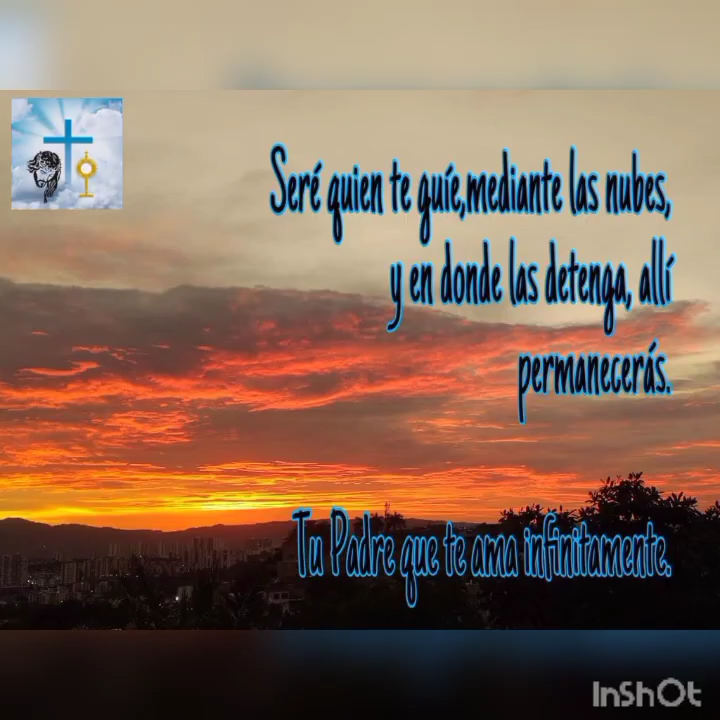 Seré quien te guíe,mediante las nubes,
y en donde las detenga, allí
permanecerás.
Tu Padre que te ama infinitamente.
InShOt